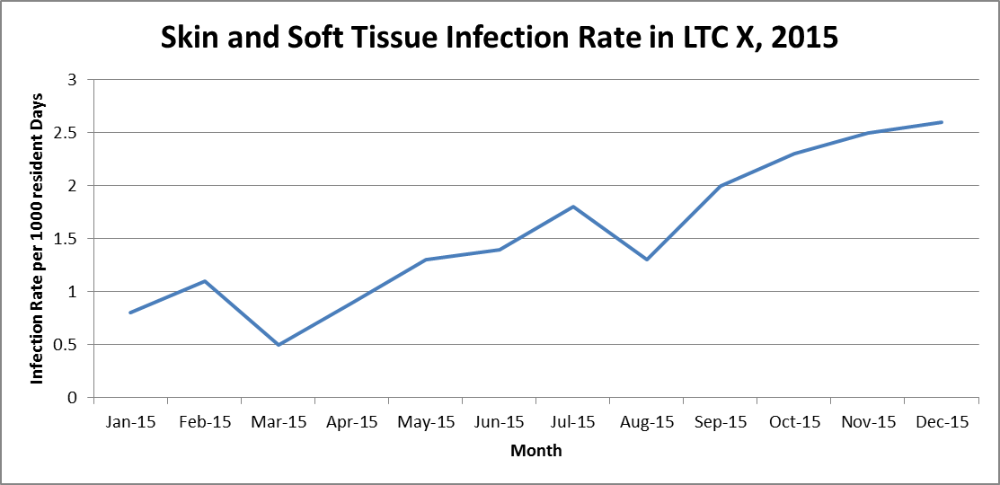 Skin and Soft Tissue Infection Rate in LTC X, 2015
Infection Rate per 1000 resident Days
3
2.5
2
1.5
1
0.5
0
Jan-15 Feb-15 Mar-15 Apr-15 May-15 Jun-15 Jul-15 Aug-15 Sep-15 Oct-15 Nov-15 Dec-15
Month